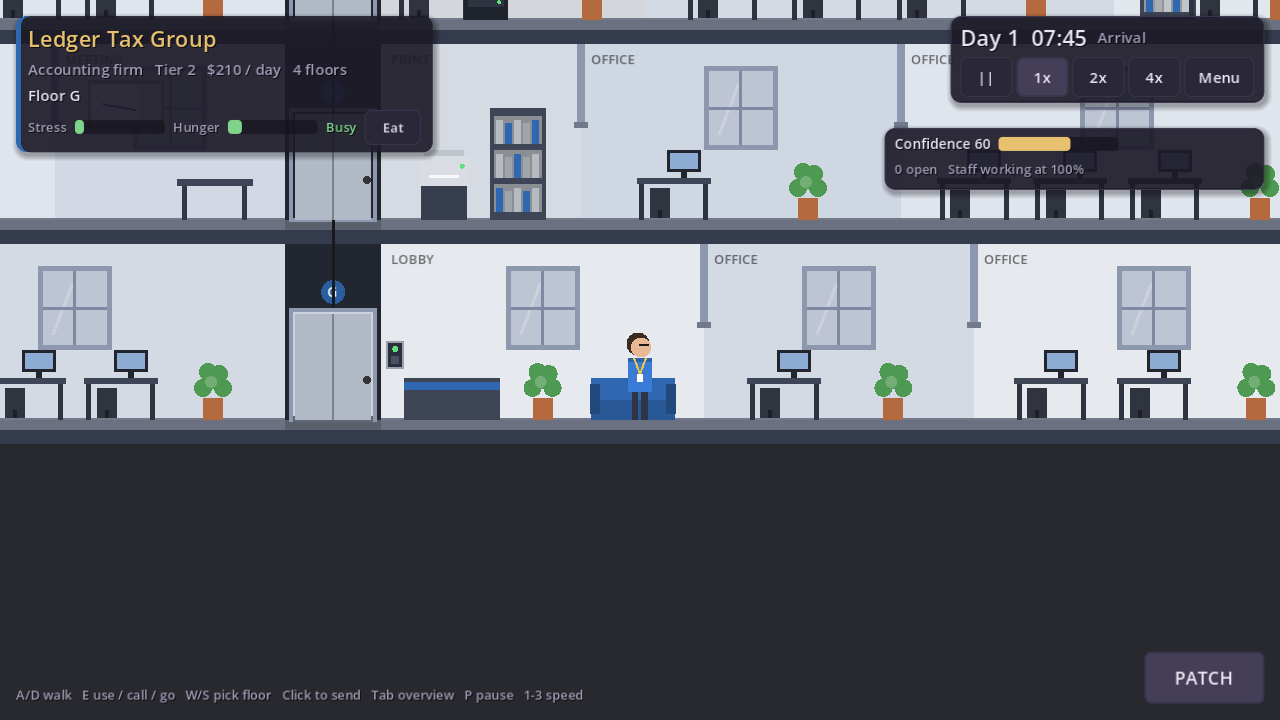 Ledger Tax Group
Accounting firm Tier 2 $210 / day 4 floors
Floor G
Stress Hunger Busy Eat
MEETING
PRINT
OFFICE
OFFICE
Day 1 07:45 Arrival
|| 1x 2x 4x Menu
Confidence 60
0 open Staff working at 100%
G
LOBBY
OFFICE
OFFICE
A/D walk E use / call / go W/S pick floor Click to send Tab overview P pause 1-3 speed
PATCH